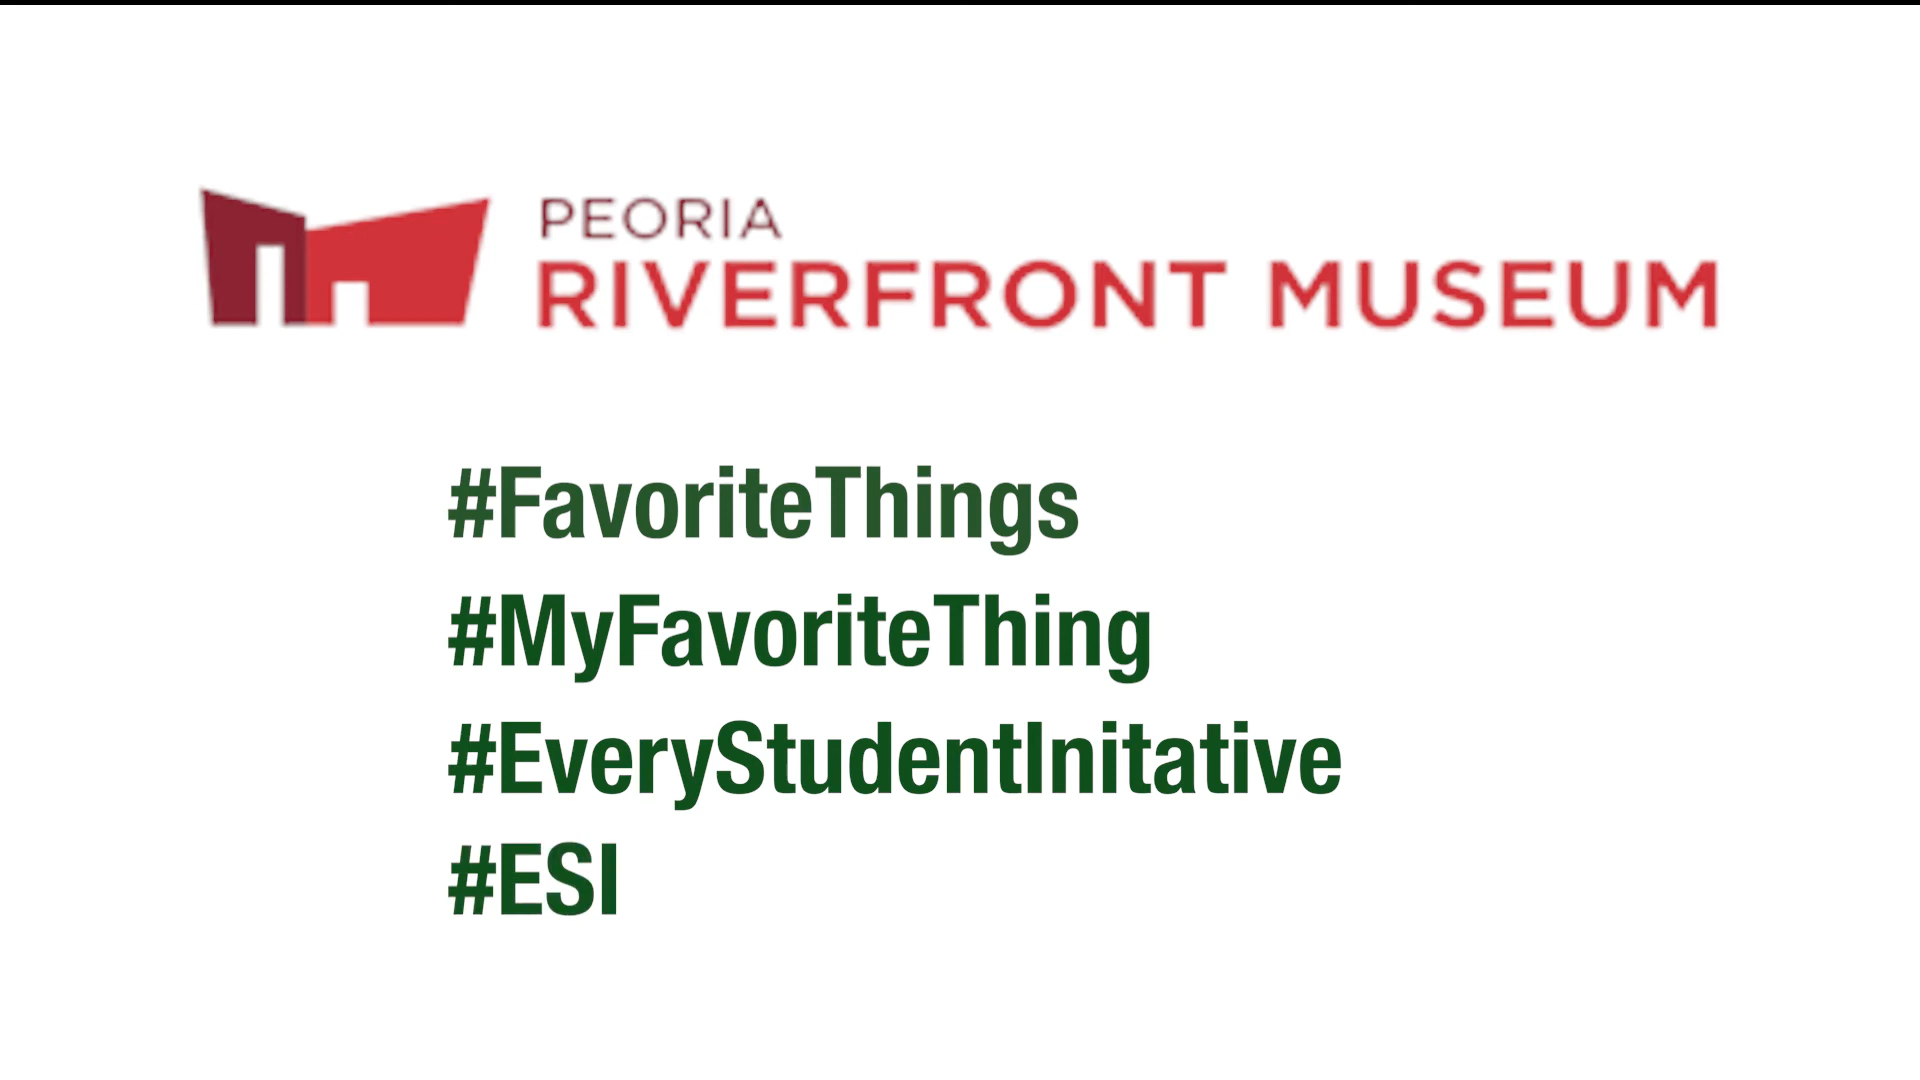 PEORIA
RIVERFRONT MUSEUM
#FavoriteThings
#MyFavoriteThing
#EveryStudentInitative
#ESI